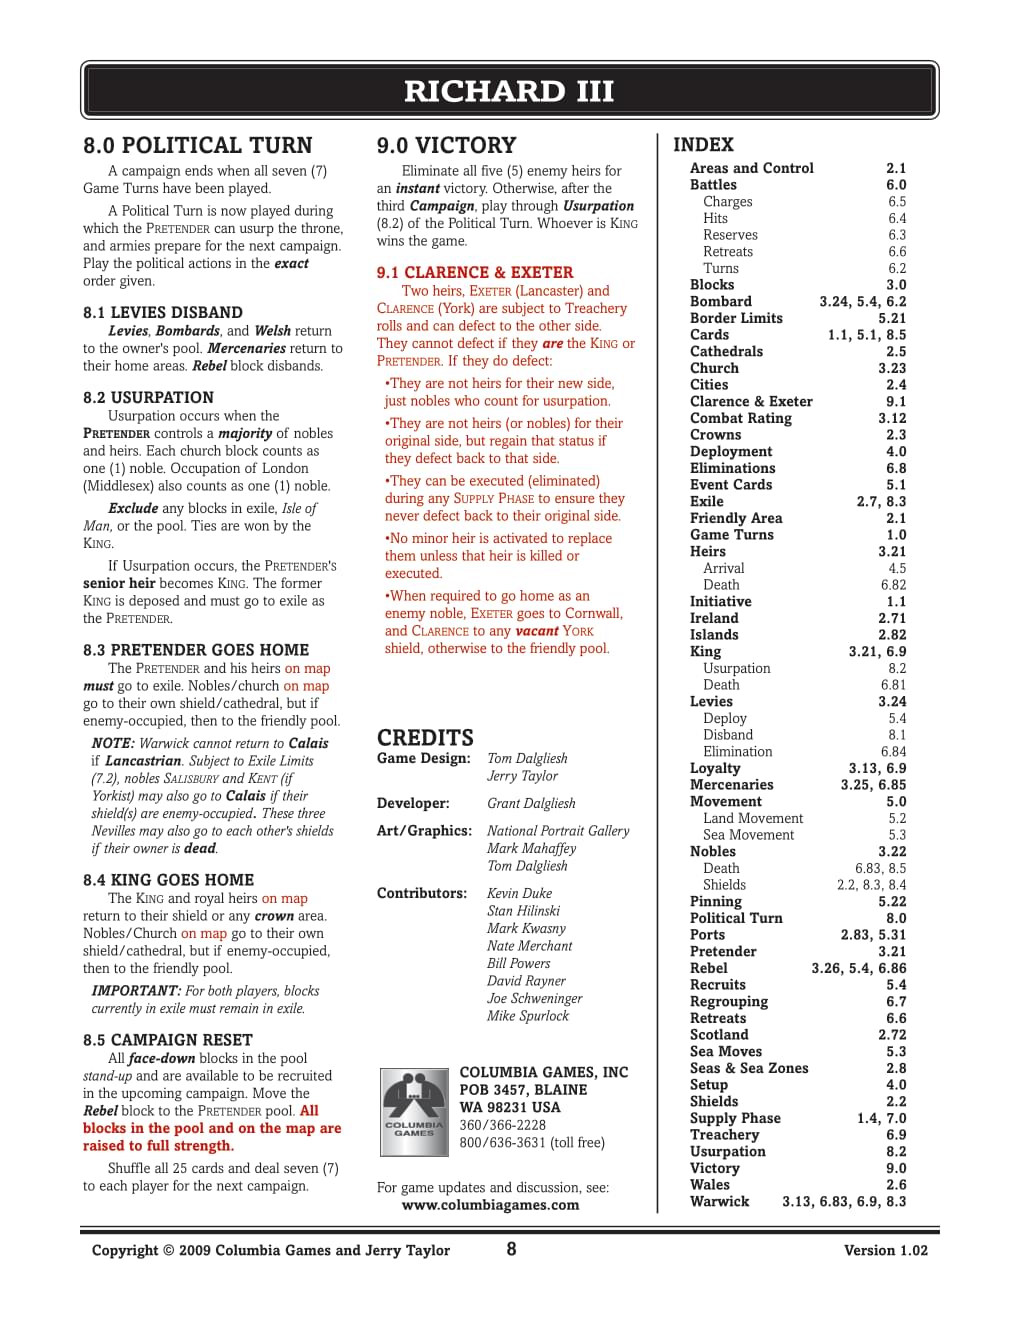 RICHARD III
8.0 POLITICAL TURN
A campaign ends when all seven (7)
Game Turns have been played.
A Political Turn is now played during
which the PRETENDER can usurp the throne,
and armies prepare for the next campaign.
Play the political actions in the exact
order given.
8.1 LEVIES DISBAND
Levies, Bombards, and Welsh return
to the owner's pool. Mercenaries return to
their home areas. Rebel block disbands.
8.2 USURPATION
Usurpation occurs when the
PRETENDER controls a majority of nobles
and heirs. Each church block counts as
one (1) noble. Occupation of London
(Middlesex) also counts as one (1) noble.
Exclude any blocks in exile, Isle of
Man, or the pool. Ties are won by the
KING.
If Usurpation occurs, the PRETENDER's
senior heir becomes KING. The former
KING is deposed and must go to exile as
the PRETENDER.
8.3 PRETENDER GOES HOME
The PRETENDER and his heirs on map
must go to exile. Nobles/church on map
go to their own shield/cathedral, but if
enemy-occupied, then to the friendly pool.
NOTE: Warwick cannot return to Calais
if Lancastrian. Subject to Exile Limits
(7.2), nobles SALISBURY and KENT (if
Yorkist) may also go to Calais if their
shield(s) are enemy-occupied. These three
Nevilles may also go to each other's shields
if their owner is dead.
8.4 KING GOES HOME
The KING and royal heirs on map
return to their shield or any crown area.
Nobles/Church on map go to their own
shield/cathedral, but if enemy-occupied,
then to the friendly pool.
IMPORTANT: For both players, blocks
currently in exile must remain in exile.
8.5 CAMPAIGN RESET
All face-down blocks in the pool
stand-up and are available to be recruited
in the upcoming campaign. Move the
Rebel block to the PRETENDER pool. All
blocks in the pool and on the map are
raised to full strength.
Shuffle all 25 cards and deal seven (7)
to each player for the next campaign.
9.0 VICTORY
Eliminate all five (5) enemy heirs for
an instant victory. Otherwise, after the
third Campaign, play through Usurpation
(8.2) of the Political Turn. Whoever is KING
wins the game.
9.1 CLARENCE & EXETER
Two heirs, EXETER (Lancaster) and
CLARENCE (York) are subject to Treachery
rolls and can defect to the other side.
They cannot defect if they are the KING or
PRETENDER. If they do defect:
•They are not heirs for their new side,
just nobles who count for usurpation.
•They are not heirs (or nobles) for their
original side, but regain that status if
they defect back to that side.
•They can be executed (eliminated)
during any SUPPLY PHASE to ensure they
never defect back to their original side.
•No minor heir is activated to replace
them unless that heir is killed or
executed.
•When required to go home as an
enemy noble, EXETER goes to Cornwall,
and CLARENCE to any vacant YORK
shield, otherwise to the friendly pool.
CREDITS
Game Design: Tom Dalgliesh
Jerry Taylor
Developer: Grant Dalgliesh
Art/Graphics: National Portrait Gallery
Mark Mahaffey
Tom Dalgliesh
Contributors: Kevin Duke
Stan Hilinski
Mark Kwasny
Nate Merchant
Bill Powers
David Rayner
Joe Schweninger
Mike Spurlock
COLUMBIA
GAMES
COLUMBIA GAMES, INC
POB 3457, BLAINE
WA 98231 USA
360/366-2228
800/636-3631 (toll free)
For game updates and discussion, see:
www.columbiagames.com
INDEX
Areas and Control 2.1
Battles 6.0
Charges 6.5
Hits 6.4
Reserves 6.3
Retreats 6.6
Turns 6.2
Blocks 3.0
Bombard 3.24, 5.4, 6.2
Border Limits 5.21
Cards 1.1, 5.1, 8.5
Cathedrals 2.5
Church 3.23
Cities 2.4
Clarence & Exeter 9.1
Combat Rating 3.12
Crowns 2.3
Deployment 4.0
Eliminations 6.8
Event Cards 5.1
Exile 2.7, 8.3
Friendly Area 2.1
Game Turns 1.0
Heirs 3.21
Arrival 4.5
Death 6.82
Initiative 1.1
Ireland 2.71
Islands 2.82
King 3.21, 6.9
Usurpation 8.2
Death 6.81
Levies 3.24
Deploy 5.4
Disband 8.1
Elimination 6.84
Loyalty 3.13, 6.9
Mercenaries 3.25, 6.85
Movement 5.0
Land Movement 5.2
Sea Movement 5.3
Nobles 3.22
Death 6.83, 8.5
Shields 2.2, 8.3, 8.4
Pinning 5.22
Political Turn 8.0
Ports 2.83, 5.31
Pretender 3.21
Rebel 3.26, 5.4, 6.86
Recruits 5.4
Regrouping 6.7
Retreats 6.6
Scotland 2.72
Sea Moves 5.3
Seas & Sea Zones 2.8
Setup 4.0
Shields 2.2
Supply Phase 1.4, 7.0
Treachery 6.9
Usurpation 8.2
Victory 9.0
Wales 2.6
Warwick 3.13, 6.83, 6.9, 8.3
Copyright © 2009 Columbia Games and Jerry Taylor 8 Version 1.02